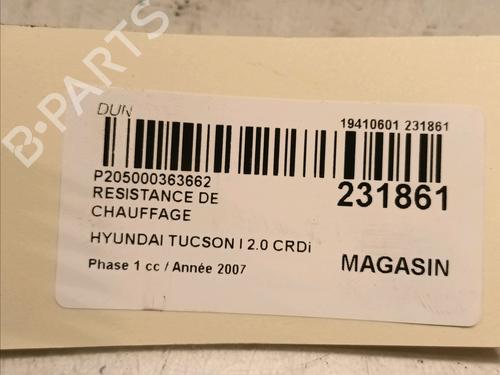 B-PARTS
DUN
19410601 231861
P205000363662
231861
RESISTANCE DE
CHAUFFAGE
HYUNDAI TUCSON I 2.0 CRDi
MAGASIN
Phase 1 cc / Année 2007